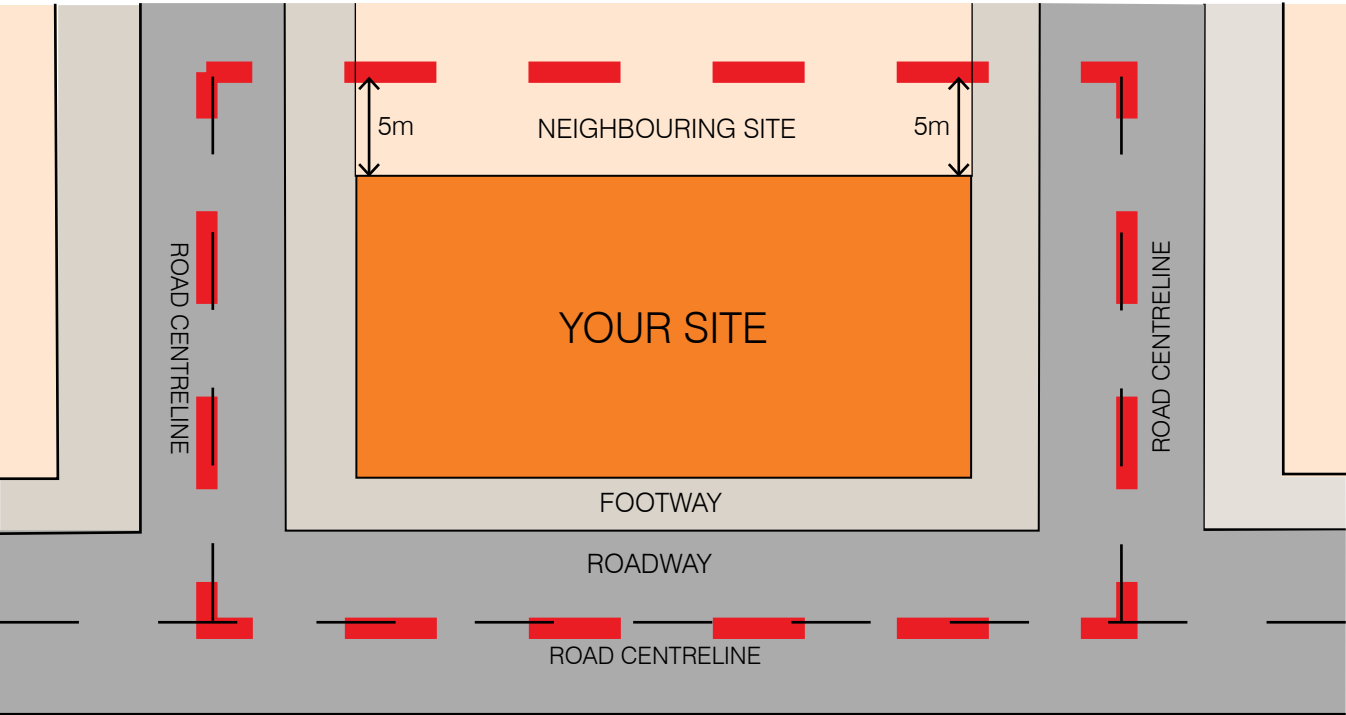 5m
NEIGHBOURING SITE
5m
ROAD CENTRELINE
YOUR SITE
ROAD CENTRELINE
FOOTWAY
ROADWAY
ROAD CENTRELINE